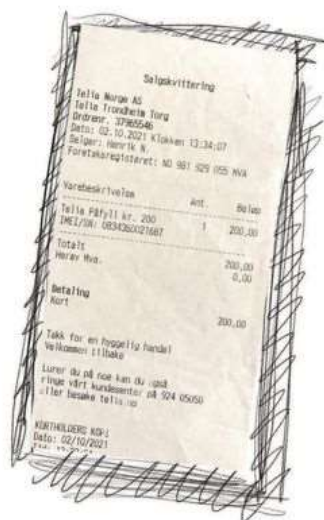 Salgskvittering
Telia Norge AS
Telia Trondheim Torg
Ordrenr. 37965546
Dato: 02.10.2021 Klokken 13:34:07
Selger: Henrik N.
Foretaksregisteret: NO 981 929 055 MVA
Varebeskrivelse Ant. Beløp
Telia Påfyll kr. 200 1 200,00
IMEI/SN: 0834360021687
Totalt 200,00
Herav Mva. 0,00
Betaling
Kort 200,00
Takk for en hyggelig handel
Velkommen tilbake
Lurer du på noe kan du også
ringe vårt kundesenter på 924 05050
eller besøke telia.no
KORTHOLDERS KOPI
Dato: 02/10/2021